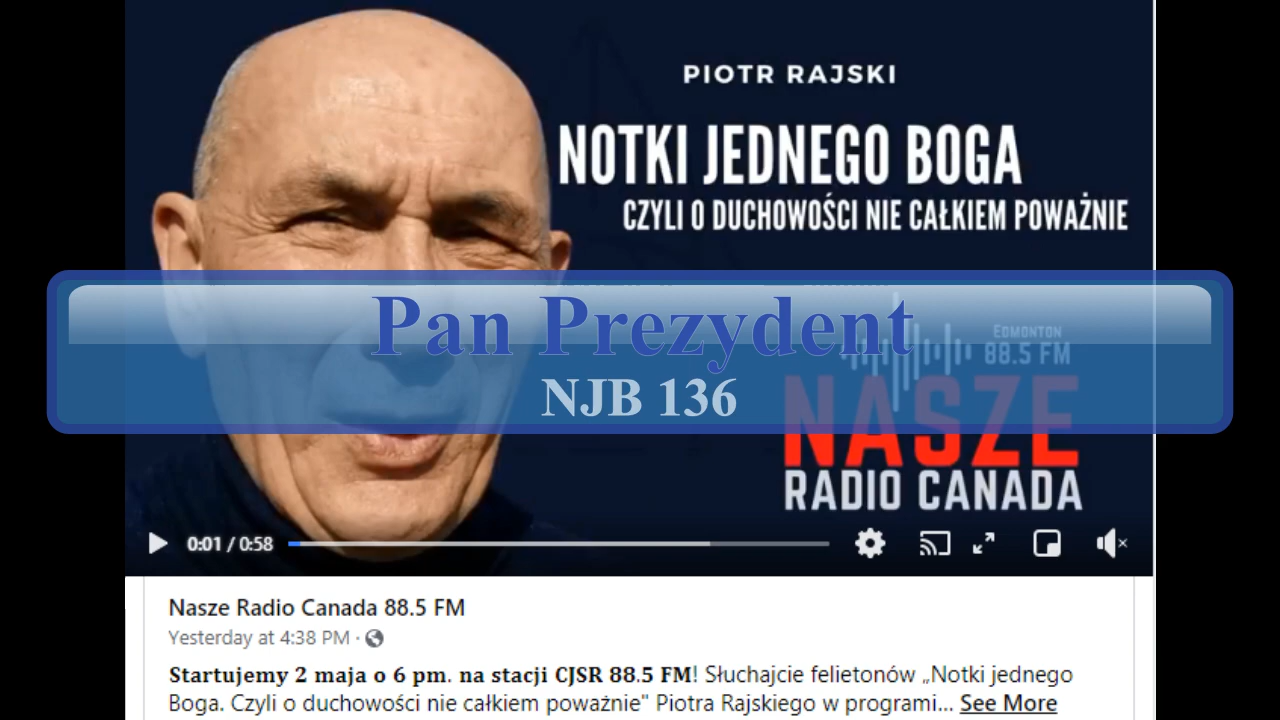 PIOTR RAJSKI
NOTKI JEDNEGO BOGA
CZYLI O DUCHOWOŚCI NIE CAŁKIEM POWAŻNIE
Pan Prezydent
NJB 136
EDMONTON
88.5 FM
NASZE
RADIO CANADA
0:01 / 0:58
Nasze Radio Canada 88.5 FM
Yesterday at 4:38 PM ·
Startujemy 2 maja o 6 pm. na stacji CJSR 88.5 FM! Słuchajcie felietonów „Notki jednego
Boga. Czyli o duchowości nie całkiem poważnie" Piotra Rajskiego w programi... See More